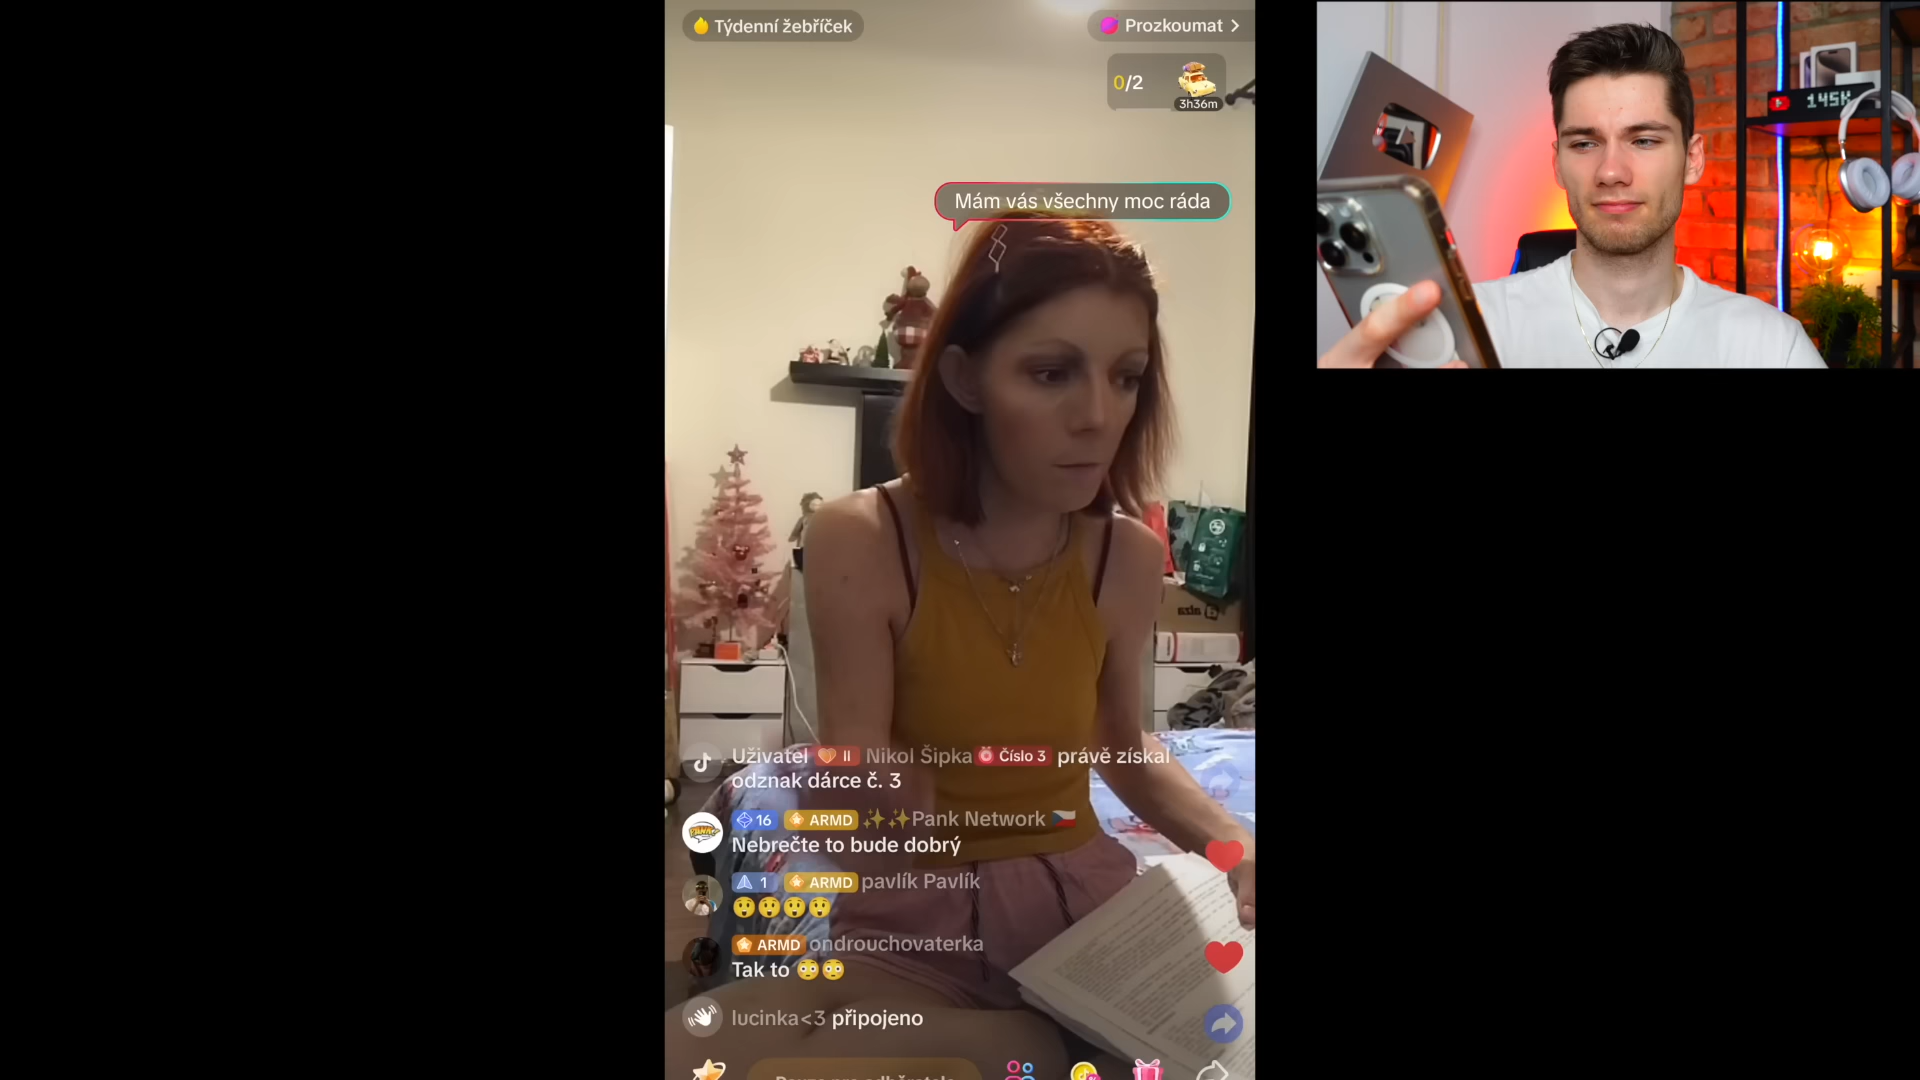 Týdenní žebříček
Prozkoumat
0/2
3h36m
145K
Mám vás všechny moc ráda
alza
Uživatel II Nikol Šipka Číslo 3 právě získal
odznak dárce č. 3
16 ARMD ✨✨Pank Network 🇨🇿
Nebrečte to bude dobrý
1 ARMD pavlík Pavlík
😲😲😲😲
ARMD ondrouchovaterka
Tak to 😳😳
lucinka<3 připojeno